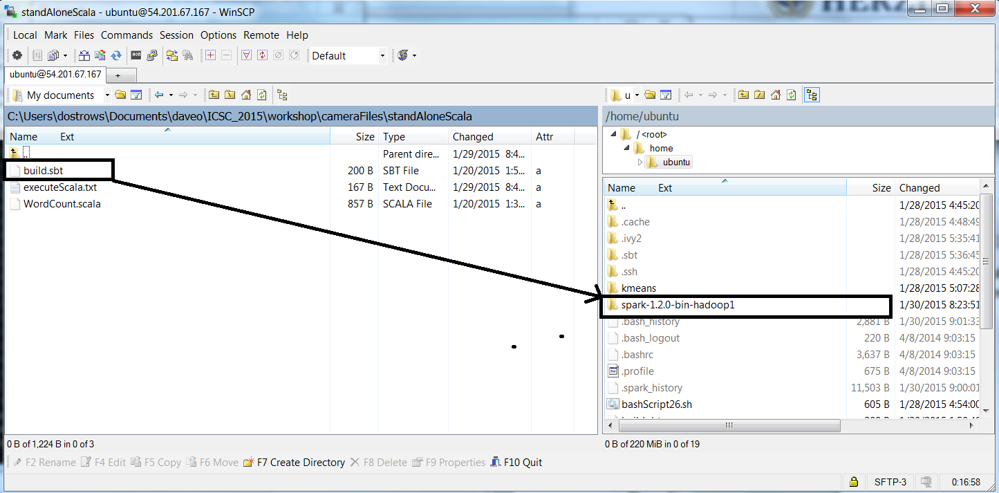 standAloneScala - ubuntu@54.201.67.167 - WinSCP
Local Mark Files Commands Session Options Remote Help
Default
ubuntu@54.201.67.167 +
My documents
C:\Users\dostrows\Documents\daveo\ICSC_2015\workshop\cameraFiles\standAloneScala
Name Ext Size Type Changed Attr
.. Parent dire... 1/29/2015 8:4...
build.sbt 200 B SBT File 1/20/2015 1:5... a
executeScala.txt 167 B Text Docu... 1/29/2015 8:4... a
WordCount.scala 857 B SCALA File 1/20/2015 1:3... a
0 B of 1,224 B in 0 of 3
u
/home/ubuntu
/ <root>
home
ubuntu
Name Ext Size Changed
.. 1/28/2015 4:45:20
.cache 1/28/2015 4:48:49
.ivy2 1/28/2015 5:35:41
.sbt 1/28/2015 5:36:45
.ssh 1/28/2015 4:45:20
kmeans 1/28/2015 5:07:28
spark-1.2.0-bin-hadoop1 1/30/2015 8:23:51
.bash_history 2,881 B 1/30/2015 9:01:33
.bash_logout 220 B 4/8/2014 9:03:15
.bashrc 3,637 B 4/8/2014 9:03:15
.profile 675 B 4/8/2014 9:03:15
.spark_history 11,503 B 1/30/2015 9:00:01
bashScript26.sh 605 B 1/28/2015 4:54:00
0 B of 220 MiB in 0 of 19
F2 Rename F4 Edit F5 Copy F6 Move F7 Create Directory F8 Delete F9 Properties F10 Quit
SFTP-3 0:16:58